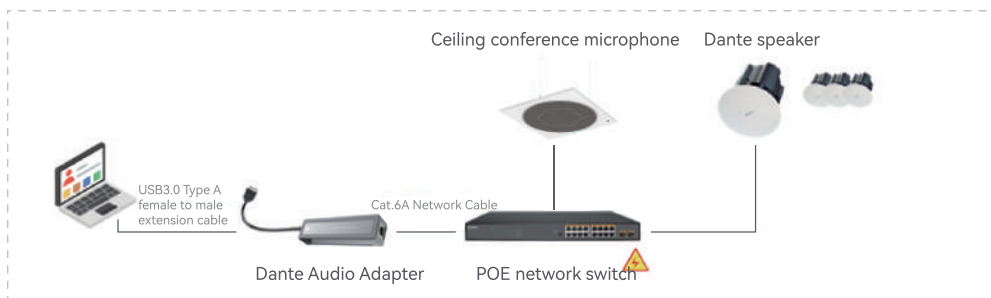 Ceiling conference microphone
Dante speaker
USB3.0 Type A
female to male
extension cable
Cat.6A Network Cable
Dante Audio Adapter
POE network switch